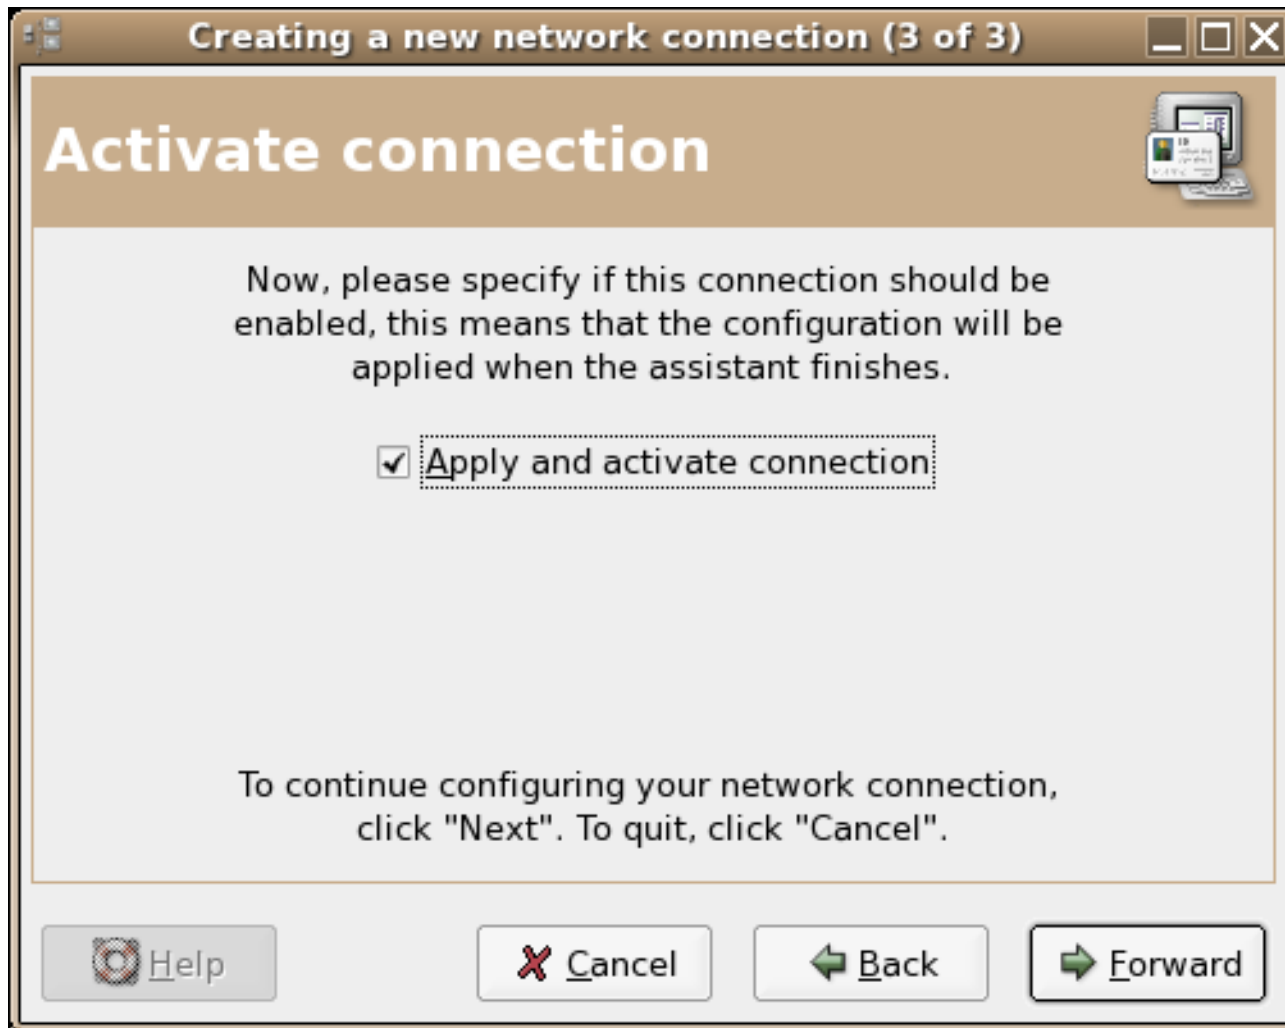 Creating a new network connection (3 of 3)
Activate connection
Now, please specify if this connection should be
enabled, this means that the configuration will be
applied when the assistant finishes.
Apply and activate connection
To continue configuring your network connection,
click "Next". To quit, click "Cancel".
Help
Cancel
Back
Forward